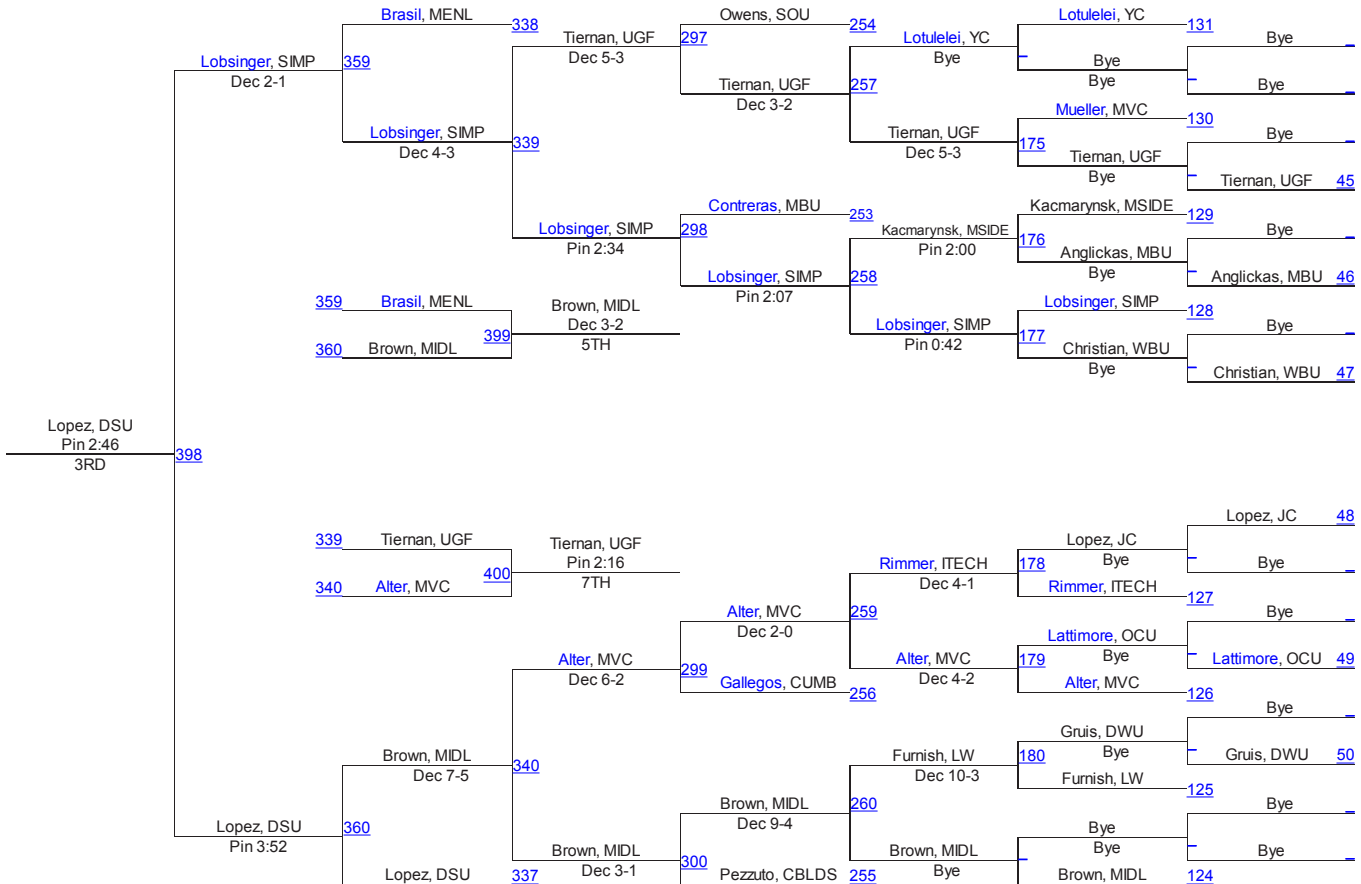 Brasil, MENL
338
Owens, SOU
254
Lotulelei, YC
131
Tiernan, UGF
297
Dec 5-3
Lotulelei, YC
Bye
Bye
Lobsinger, SIMP
359
Dec 2-1
Bye
Bye
Tiernan, UGF
257
Dec 3-2
Bye
Mueller, MVC
130
Lobsinger, SIMP
339
Dec 4-3
Tiernan, UGF
175
Dec 5-3
Bye
Tiernan, UGF
Bye
Tiernan, UGF
45
Contreras, MBU
253
Kacmarynsk, MSIDE
129
Lobsinger, SIMP
298
Pin 2:34
Kacmarynsk, MSIDE
176
Pin 2:00
Bye
Anglickas, MBU
Bye
Lobsinger, SIMP
258
Pin 2:07
Anglickas, MBU
46
359
Brasil, MENL
Brown, MIDL
Dec 3-2
399
5TH
Lobsinger, SIMP
128
360
Brown, MIDL
Lobsinger, SIMP
177
Pin 0:42
Bye
Christian, WBU
Bye
Christian, WBU
47
Lopez, DSU
Pin 2:46
398
3RD
Lopez, JC
48
339
Tiernan, UGF
Tiernan, UGF
Pin 2:16
400
7TH
Lopez, JC
Bye
Rimmer, ITECH
178
Dec 4-1
Bye
340
Alter, MVC
Rimmer, ITECH
127
Alter, MVC
259
Dec 2-0
Bye
Lattimore, OCU
Bye
Alter, MVC
299
Dec 6-2
Alter, MVC
179
Dec 4-2
Lattimore, OCU
49
Gallegos, CUMB
256
Alter, MVC
126
Bye
Gruis, DWU
Bye
Brown, MIDL
340
Dec 7-5
Furnish, LW
180
Dec 10-3
Gruis, DWU
50
Furnish, LW
125
Brown, MIDL
260
Dec 9-4
Bye
Lopez, DSU
360
Pin 3:52
Bye
Bye
Brown, MIDL
300
Dec 3-1
Brown, MIDL
Bye
Bye
Lopez, DSU
337
Pezzuto, CBLDS
255
Brown, MIDL
124